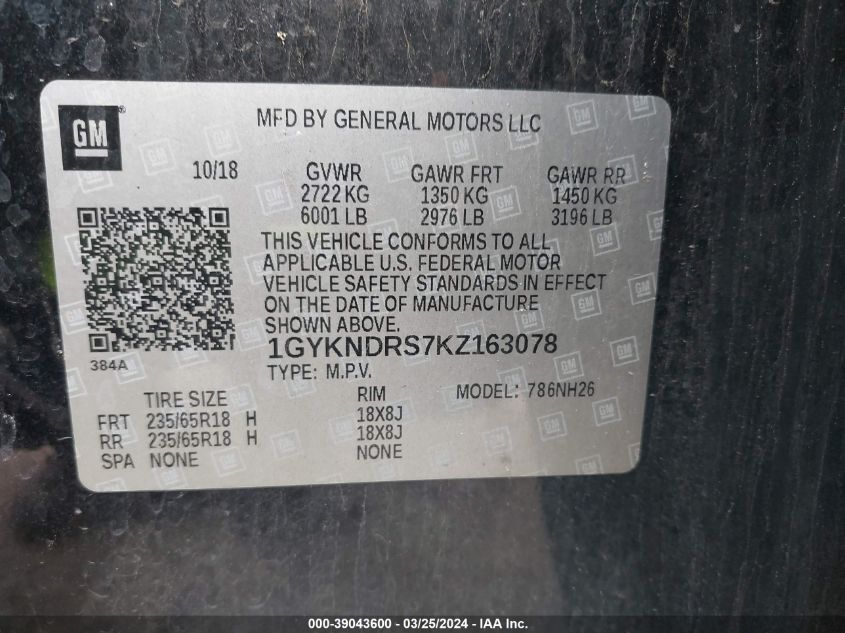 GM
MFD BY GENERAL MOTORS LLC
10/18 GVWR GAWR FRT GAWR RR
2722 KG 1350 KG 1450 KG
6001 LB 2976 LB 3196 LB
THIS VEHICLE CONFORMS TO ALL
APPLICABLE U.S. FEDERAL MOTOR
VEHICLE SAFETY STANDARDS IN EFFECT
ON THE DATE OF MANUFACTURE
SHOWN ABOVE.
1GYKNDRS7KZ163078
384A
TYPE: M.P.V.
TIRE SIZE RIM MODEL: 786NH26
FRT 235/65R18 H 18X8J
RR 235/65R18 H 18X8J
SPA NONE NONE
000-39043600 - 03/25/2024 - IAA Inc.